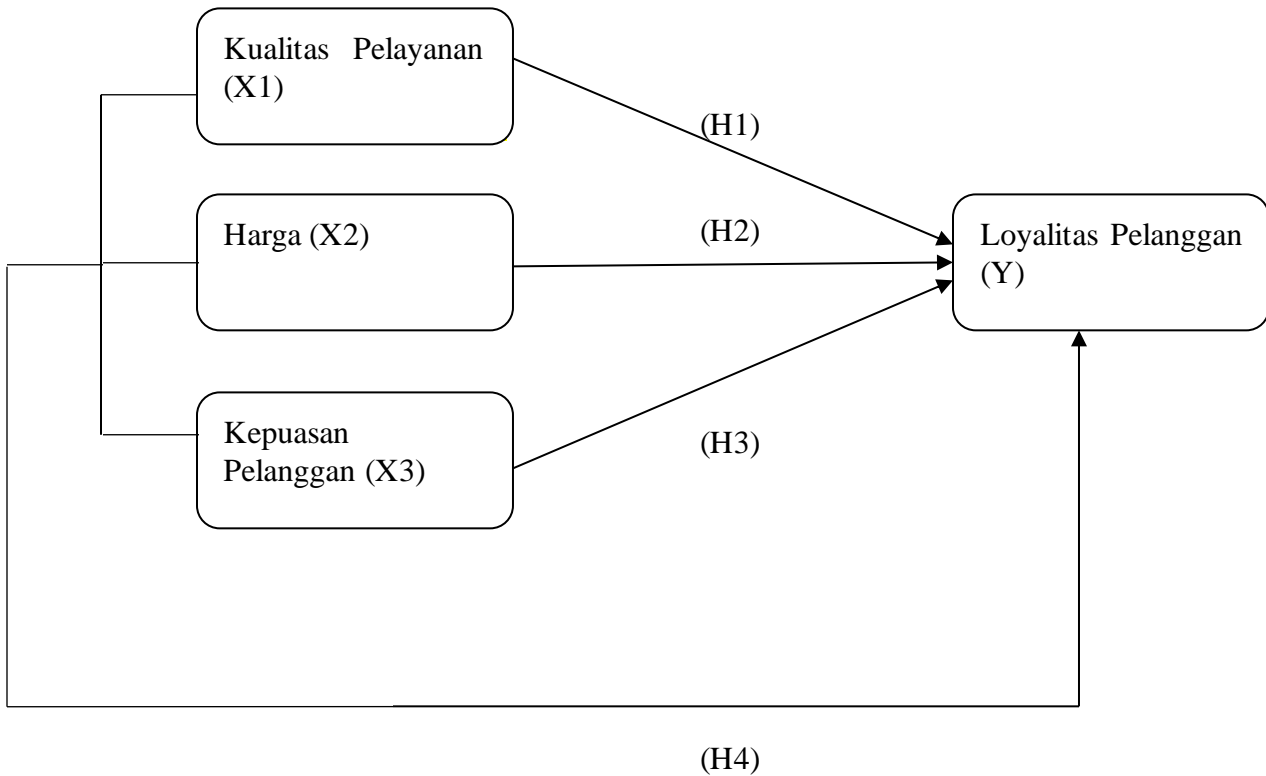 Kualitas Pelayanan
(X1)
(H1)
Harga (X2)
(H2)
Loyalitas Pelanggan
(Y)
Kepuasan
Pelanggan (X3)
(H3)
(H4)